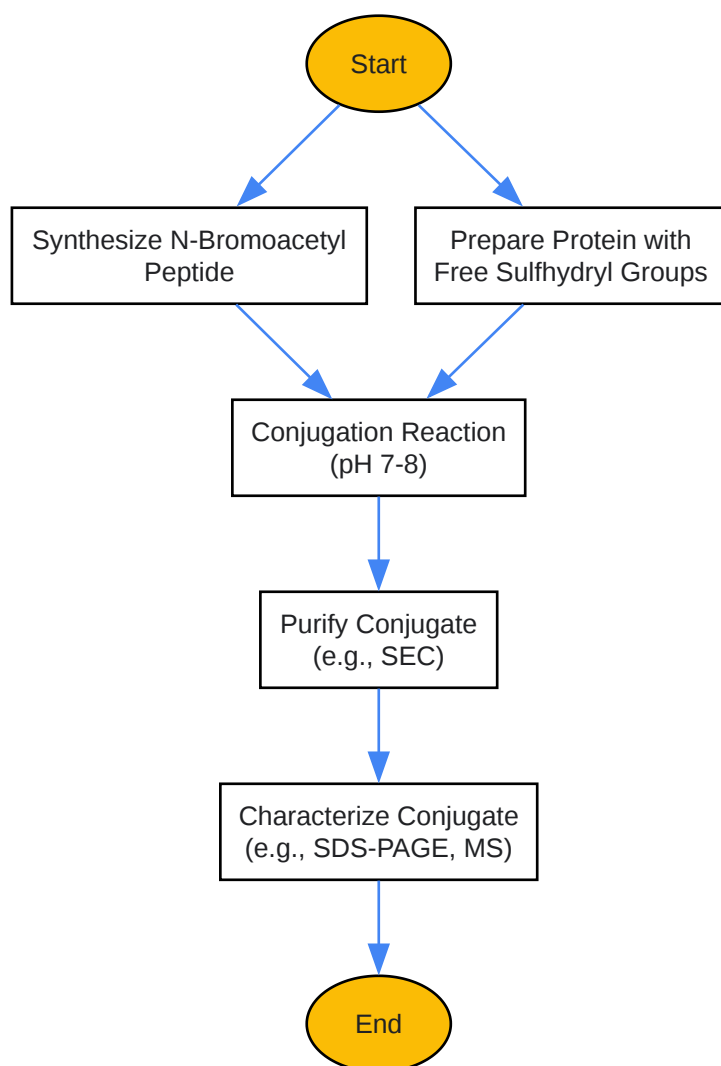 Start
Synthesize N-Bromoacetyl
Peptide
Prepare Protein with
Free Sulfhydryl Groups
Conjugation Reaction
(pH 7-8)
Purify Conjugate
(e.g., SEC)
Characterize Conjugate
(e.g., SDS-PAGE, MS)
End